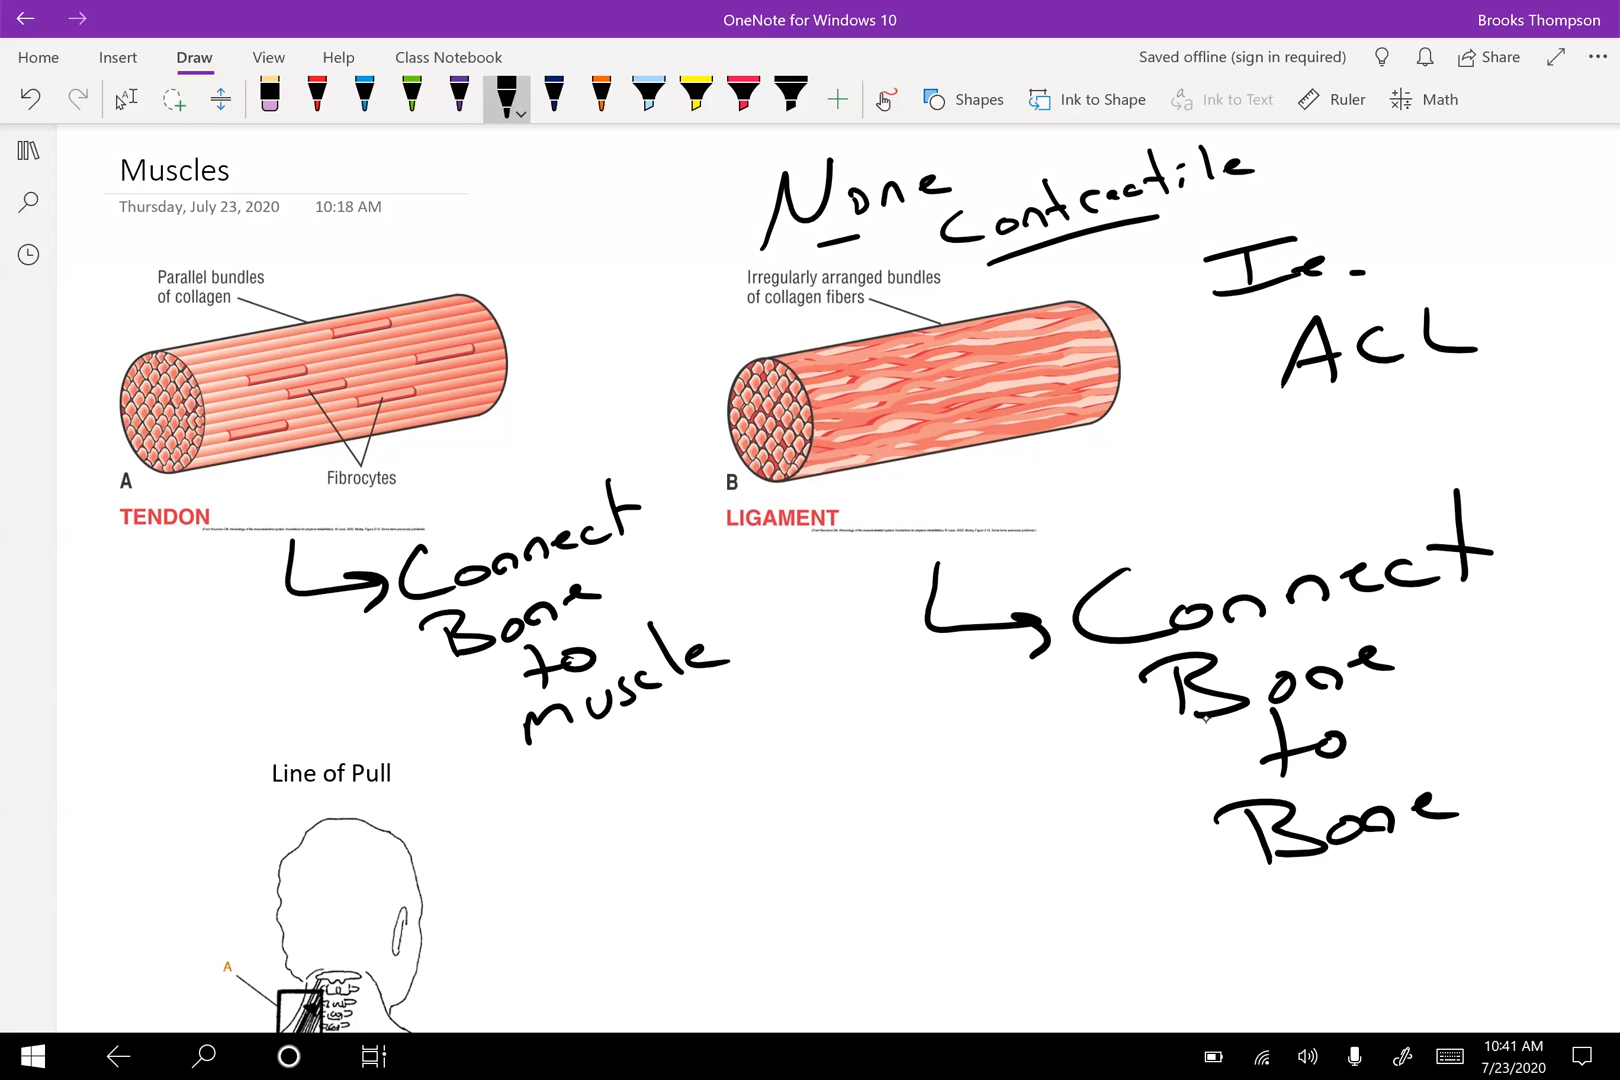 OneNote for Windows 10
Brooks Thompson
Home
Insert
Draw
View
Help
Class Notebook
Saved offline (sign in required)
Share
Shapes
Ink to Shape
Ink to Text
Ruler
Math
Muscles
Thursday, July 23, 2020 10:18 AM
None
contractile
Ie -
ACL
Parallel bundles
of collagen
Fibrocytes
A
TENDON
Connect
Bone
to
muscle
Irregularly arranged bundles
of collagen fibers
B
LIGAMENT
Connect
Bone
to
Bone
Line of Pull
A
10:41 AM
7/23/2020